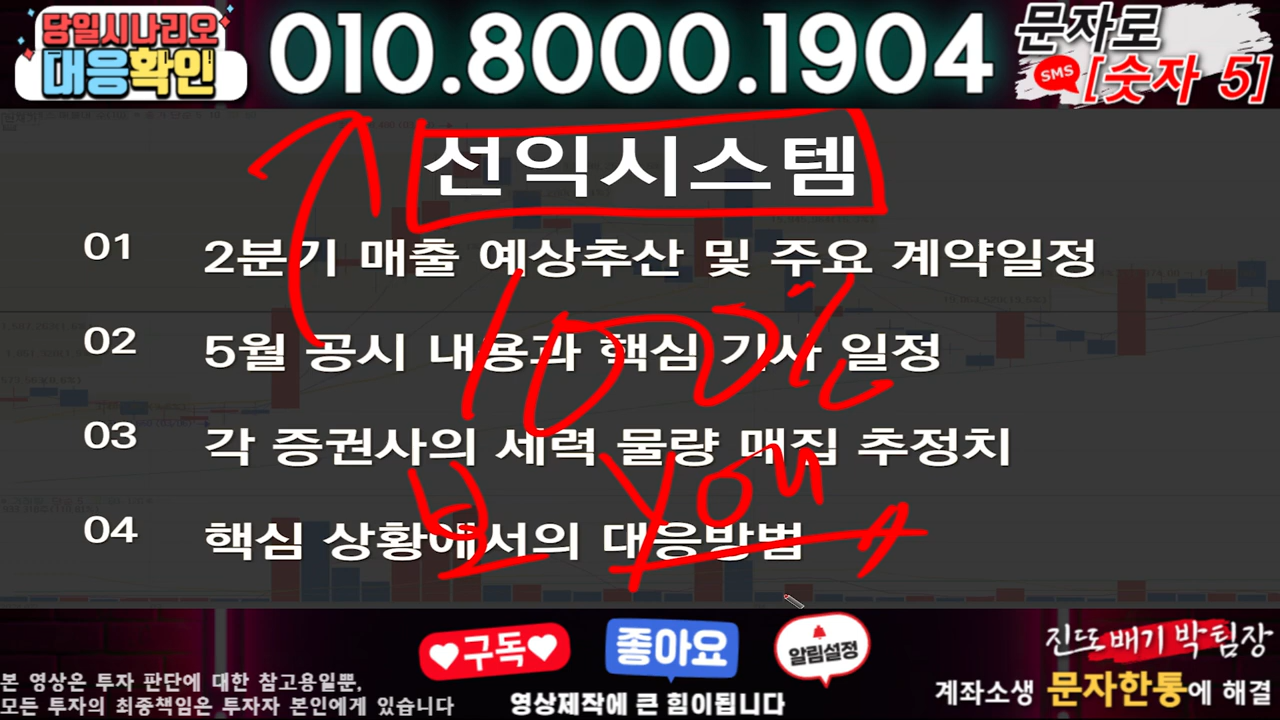 당일시나리오
대응확인
010.8000.1904
문자로
SMS
[숫자 5]
선익시스템
01 2분기 매출 예상추산 및 주요 계약일정
02 5월 공시 내용과 핵심 기사 일정
03 각 증권사의 세력 물량 매집 추정치
04 핵심 상황에서의 대응방법
100%
보 you
구독
좋아요
알림설정
영상제작에 큰 힘이됩니다
본 영상은 투자 판단에 대한 참고용일뿐,
모든 투자의 최종책임은 투자자 본인에게 있습니다
진또배기 박팀장
계좌소생 문자한통에 해결